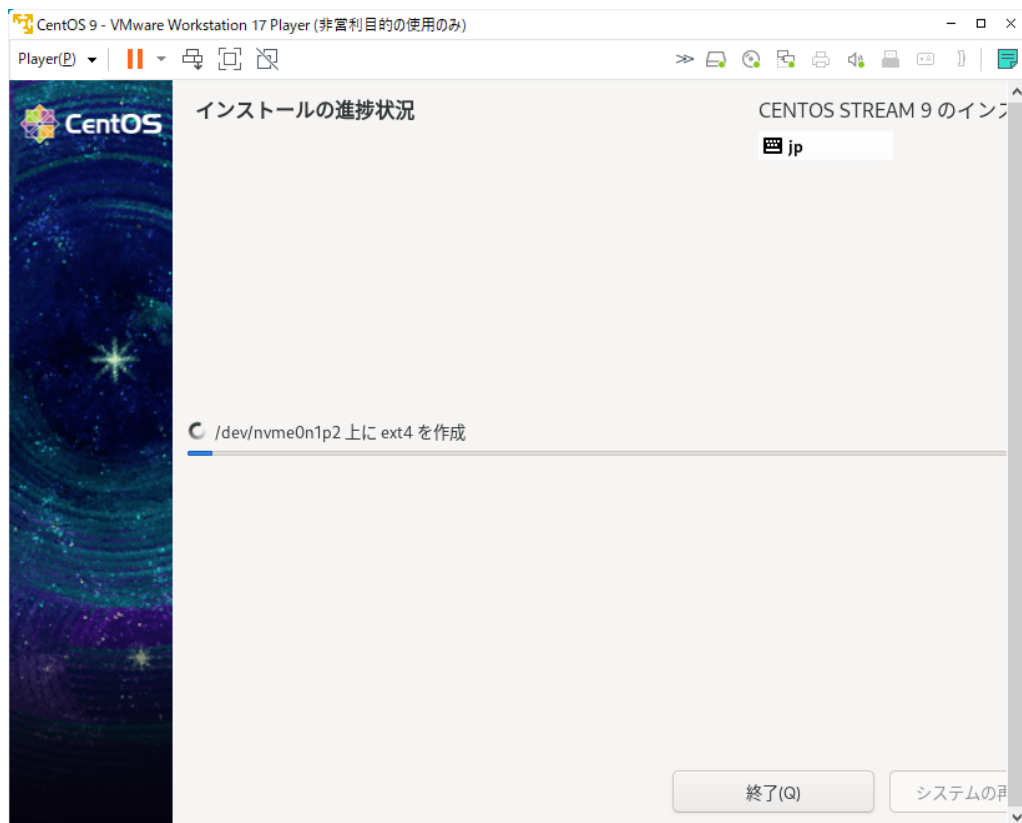 CentOS 9 - VMware Workstation 17 Player (非営利目的の使用のみ)
Player(P)
CentOS
インストールの進捗状況
CENTOS STREAM 9 のインス
jp
/dev/nvme0n1p2 上に ext4 を作成
終了(Q)
システムの再